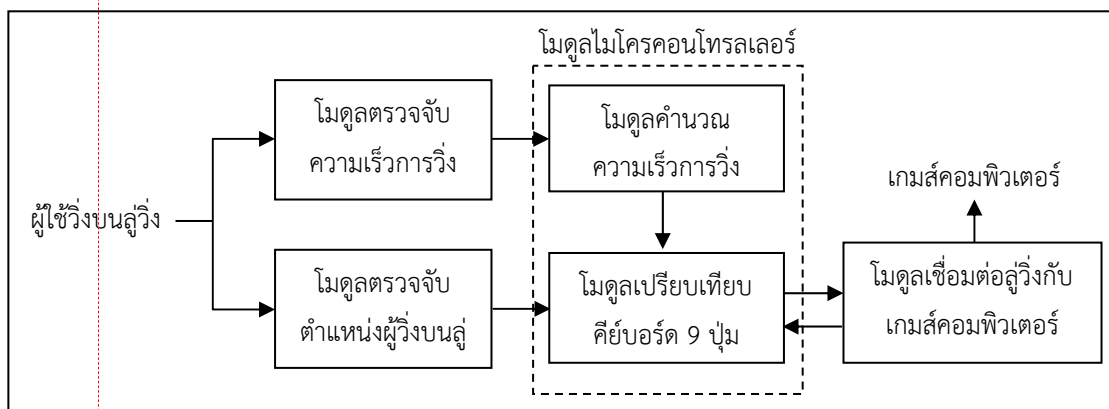 โมดูลไมโครคอนโทรลเลอร์
โมดูลตรวจจับ
ความเร็วการวิ่ง
โมดูลคำนวณ
ความเร็วการวิ่ง
เกมส์คอมพิวเตอร์
ผู้ใช้วิ่งบนลู่วิ่ง
โมดูลตรวจจับ
ตำแหน่งผู้วิ่งบนลู่
โมดูลเปรียบเทียบ
คีย์บอร์ด 9 ปุ่ม
โมดูลเชื่อมต่อลู่วิ่งกับ
เกมส์คอมพิวเตอร์